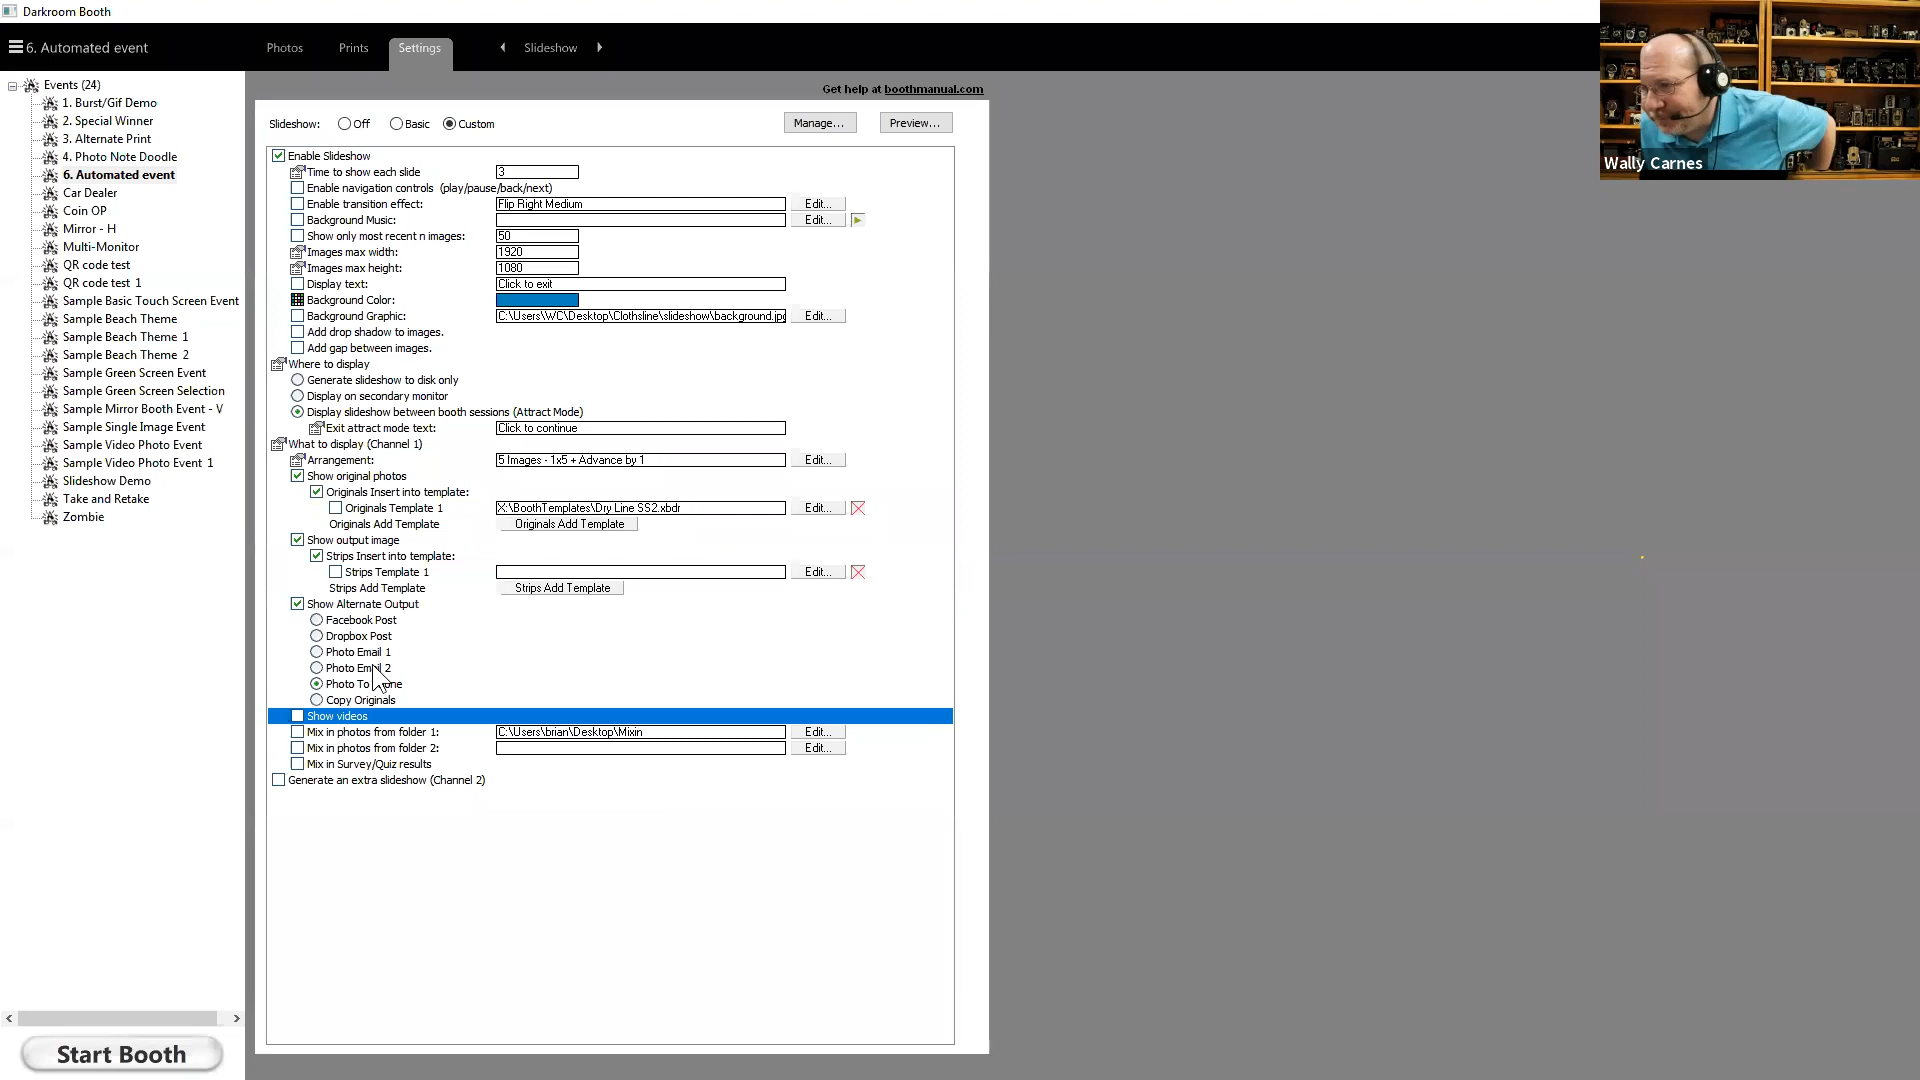 Darkroom Booth
6. Automated event
Photos
Prints
Settings
Slideshow
Wally Carnes
Events (24)
1. Burst/Gif Demo
2. Special Winner
3. Alternate Print
4. Photo Note Doodle
6. Automated event
Car Dealer
Coin OP
Mirror - H
Multi-Monitor
QR code test
QR code test 1
Sample Basic Touch Screen Event
Sample Beach Theme
Sample Beach Theme 1
Sample Beach Theme 2
Sample Green Screen Event
Sample Green Screen Selection
Sample Mirror Booth Event - V
Sample Single Image Event
Sample Video Photo Event
Sample Video Photo Event 1
Slideshow Demo
Take and Retake
Zombie
Start Booth
Get help at boothmanual.com
Slideshow: Off Basic Custom Manage... Preview...
Enable Slideshow
Time to show each slide 3
Enable navigation controls (play/pause/back/next)
Enable transition effect: Flip Right Medium Edit...
Background Music: Edit...
Show only most recent n images: 50
Images max width: 1920
Images max height: 1080
Display text: Click to exit
Background Color:
Background Graphic: C:\Users\WC\Desktop\Clothsline\slideshow\background.jpg Edit...
Add drop shadow to images.
Add gap between images.
Where to display
Generate slideshow to disk only
Display on secondary monitor
Display slideshow between booth sessions (Attract Mode)
Exit attract mode text: Click to continue
What to display (Channel 1)
Arrangement: 5 Images - 1x5 + Advance by 1 Edit...
Show original photos
Originals Insert into template:
Originals Template 1 X:\BoothTemplates\Dry Line SS2.xbdr Edit...
Originals Add Template Originals Add Template
Show output image
Strips Insert into template:
Strips Template 1 Edit...
Strips Add Template Strips Add Template
Show Alternate Output
Facebook Post
Dropbox Post
Photo Email 1
Photo 2
Photo To
Copy Originals
Show videos
Mix in photos from folder 1: C:\Users\brian\Desktop\Mixin Edit...
Mix in photos from folder 2: Edit...
Mix in Survey/Quiz results
Generate an extra slideshow (Channel 2)